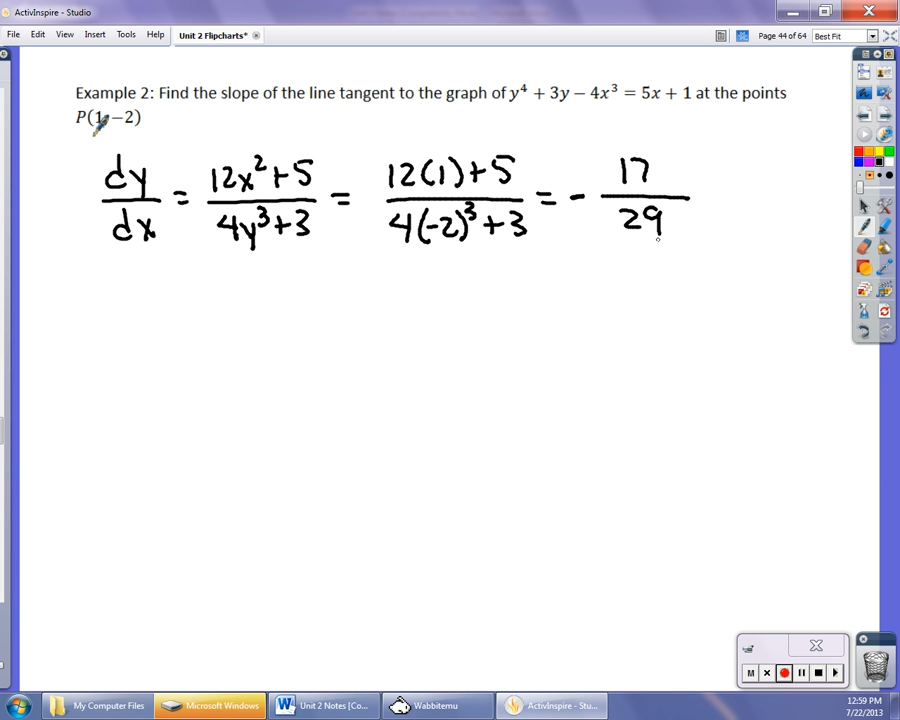 ActivInspire - Studio
File Edit View Insert Tools Help Unit 2 Flipcharts* Page 44 of 64 Best Fit
Example 2: Find the slope of the line tangent to the graph of y⁴ + 3y − 4x³ = 5x + 1 at the points
P(1, −2)
dy/dx = (12x² + 5)/(4y³ + 3) = (12(1) + 5)/(4(-2)³ + 3) = - 17/29
M
My Computer Files Microsoft Windows Unit 2 Notes [Co... Wabbitemu ActivInspire - Stu... 12:59 PM
7/22/2013